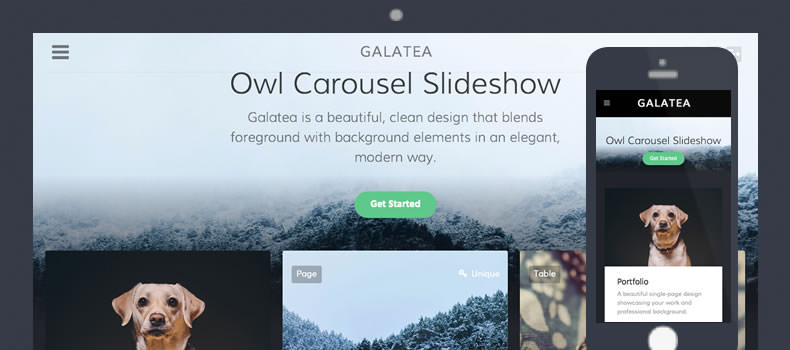 GALATEA
Owl Carousel Slideshow
Galatea is a beautiful, clean design that blends
foreground with background elements in an elegant,
modern way.
Get Started
Page
Unique
Table
GALATEA
Owl Carousel Slideshow
Get Started
Portfolio
A beautiful single-page design
showcasing your work and
professional background.